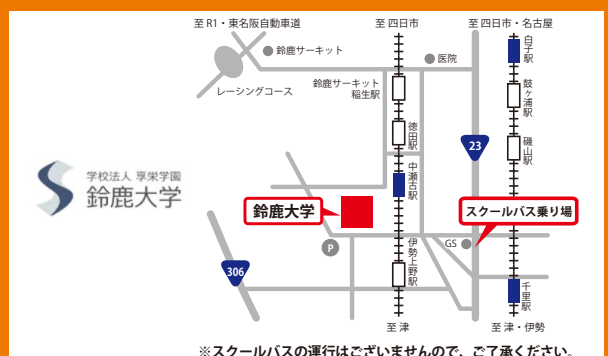 至 R1・東名阪自動車道
至 四日市
至 四日市・名古屋
鈴鹿サーキット
医院
白子駅
レーシングコース
鈴鹿サーキット
稲生駅
鼓ヶ浦駅
徳田駅
23
磯山駅
中瀬古駅
学校法人 享栄学園
鈴鹿大学
鈴鹿大学
スクールバス乗り場
P
GS
伊勢上野駅
306
千里駅
至 津
至 津・伊勢
※スクールバスの運行はございませんので、ご了承ください。